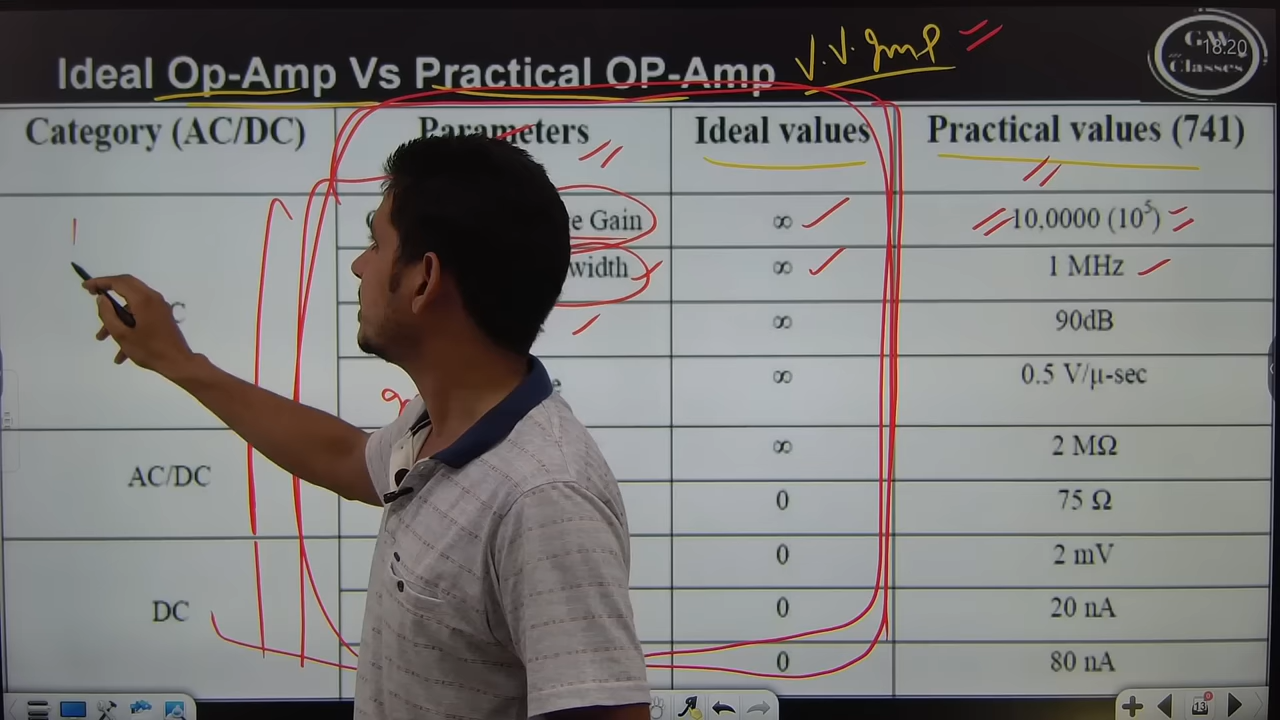 Ideal Op-Amp Vs Practical OP-Amp V.V. Imp
GW
18:20
Classes
Category (AC/DC) Parameters Ideal values Practical values (741)
Gain ∞ 10,0000 (10⁵)
width ∞ 1 MHz
∞ 90dB
∞ 0.5 V/μ-sec
AC/DC ∞ 2 MΩ
0 75 Ω
0 2 mV
DC 0 20 nA
0 80 nA
13